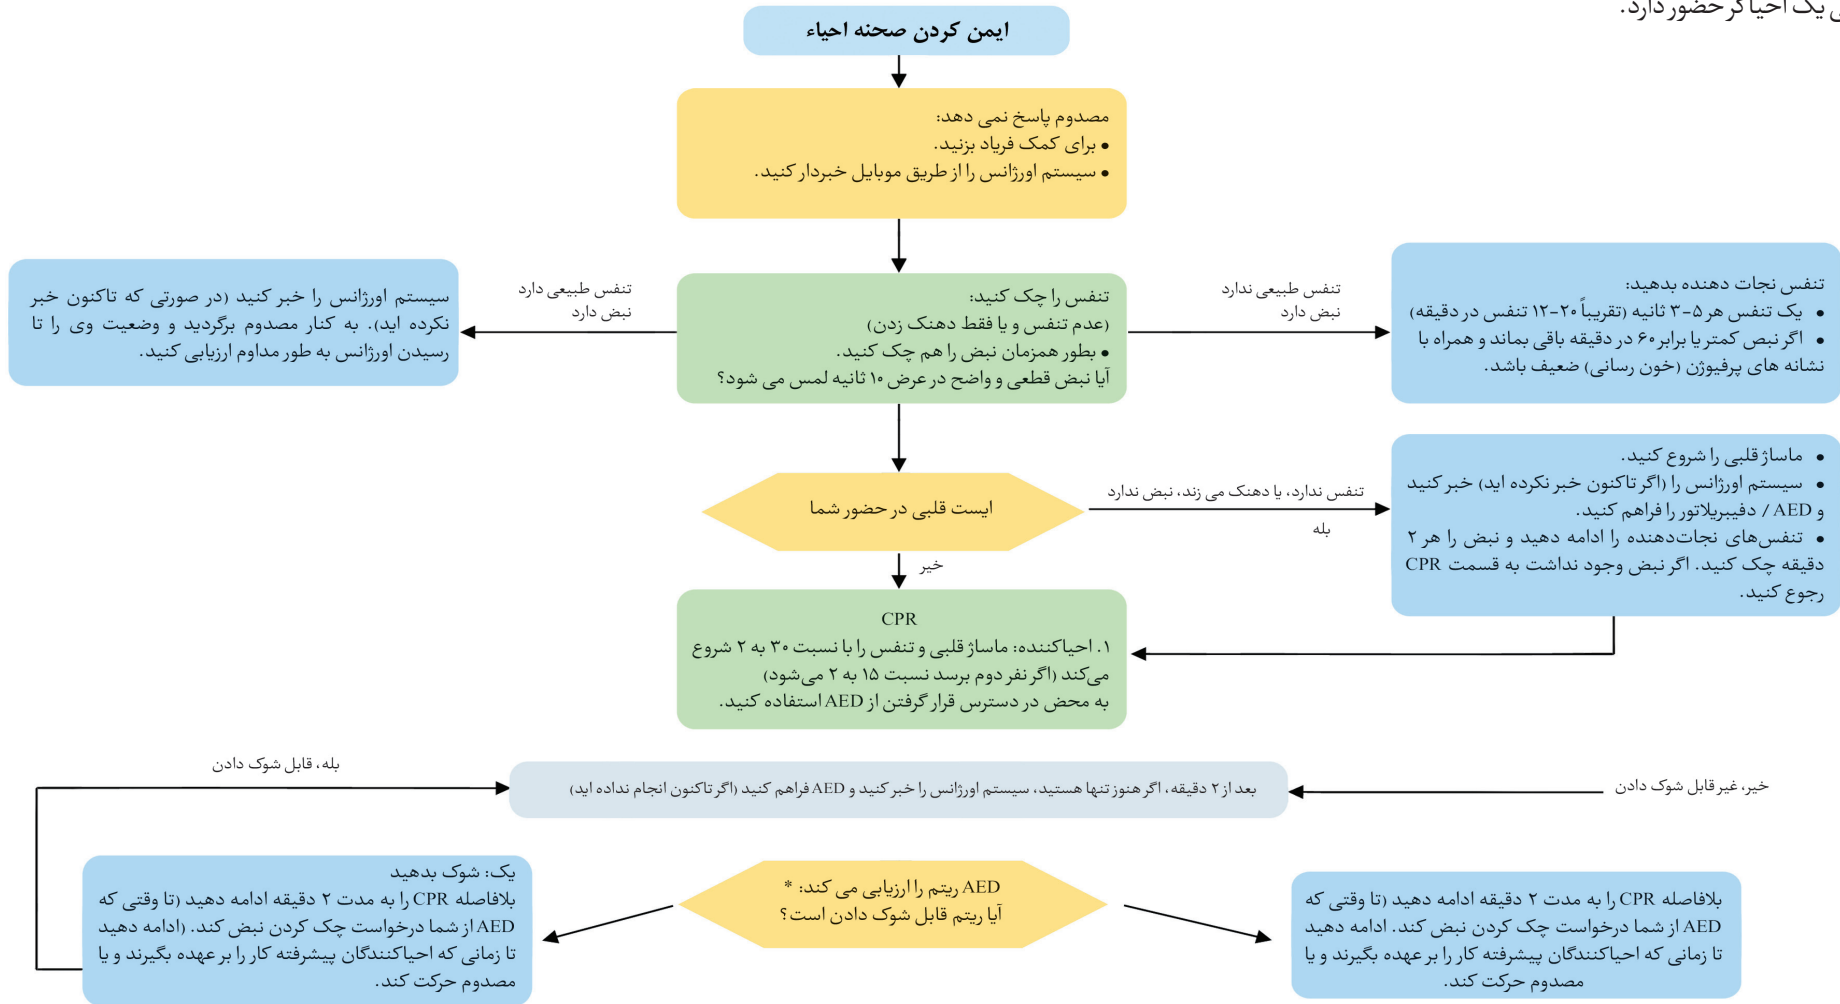 یک احیا گر حضور دارد.
ایمن کردن صحنه احیاء
مصدوم پاسخ نمی دهد:
• برای کمک فریاد بزنید.
• سیستم اورژانس را از طریق موبایل خبردار کنید.
تنفس نجات دهنده بدهید:
• یک تنفس هر ۵-۳ ثانیه (تقریباً ۲۰-۱۲ تنفس در دقیقه)
• اگر نبص کمتر یا برابر ۶۰ در دقیقه باقی بماند و همراه با
نشانه های پرفیوژن (خون رسانی) ضعیف باشد.
تنفس طبیعی ندارد
نبض دارد
تنفس را چک کنید:
(عدم تنفس و یا فقط دهنک زدن)
• بطور همزمان نبض را هم چک کنید.
آیا نبض قطعی و واضح در عرض ۱۰ ثانیه لمس می شود؟
تنفس طبیعی دارد
نبض دارد
سیستم اورژانس را خبر کنید (در صورتی که تاکنون خبر
نکرده اید). به کنار مصدوم برگردید و وضعیت وی را تا
رسیدن اورژانس به طور مداوم ارزیابی کنید.
• ماساژ قلبی را شروع کنید.
• سیستم اورژانس را (اگر تاکنون خبر نکرده اید) خبر کنید
و AED / دفیبریلاتور را فراهم کنید.
• تنفس‌های نجات‌دهنده را ادامه دهید و نبض را هر ۲
دقیقه چک کنید. اگر نبض وجود نداشت به قسمت CPR
رجوع کنید.
تنفس ندارد، یا دهنک می زند، نبض ندارد
بله
ایست قلبی در حضور شما
خیر
CPR
۱. احیاکننده: ماساژ قلبی و تنفس را با نسبت ۳۰ به ۲ شروع
می‌کند (اگر نفر دوم برسد نسبت ۱۵ به ۲ می‌شود)
به محض در دسترس قرار گرفتن از AED استفاده کنید.
خیر، غیر قابل شوک دادن
بعد از ۲ دقیقه، اگر هنوز تنها هستید، سیستم اورژانس را خبر کنید و AED فراهم کنید (اگر تاکنون انجام نداده اید)
بله، قابل شوک دادن
بلافاصله CPR را به مدت ۲ دقیقه ادامه دهید (تا وقتی که
AED از شما درخواست چک کردن نبض کند. ادامه دهید
تا زمانی که احیاکنندگان پیشرفته کار را بر عهده بگیرند و یا
مصدوم حرکت کند.
AED ریتم را ارزیابی می کند: *
آیا ریتم قابل شوک دادن است؟
یک: شوک بدهید
بلافاصله CPR را به مدت ۲ دقیقه ادامه دهید (تا وقتی که
AED از شما درخواست چک کردن نبض کند. (ادامه دهید
تا زمانی که احیاکنندگان پیشرفته کار را بر عهده بگیرند و یا
مصدوم حرکت کند.